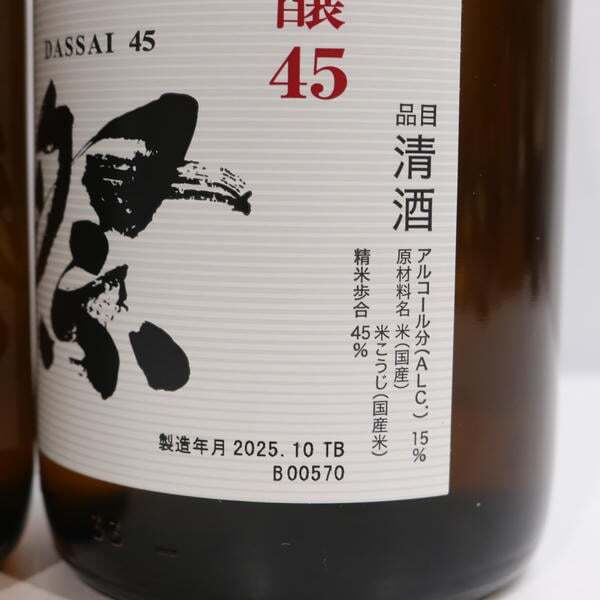 DASSAI 45
醸
45
祭
品目
清酒
アルコール分(ALC.) 15%
原材料名 米(国産)
米こうじ(国産米)
精米歩合 45%
製造年月 2025. 10 TB
B00570